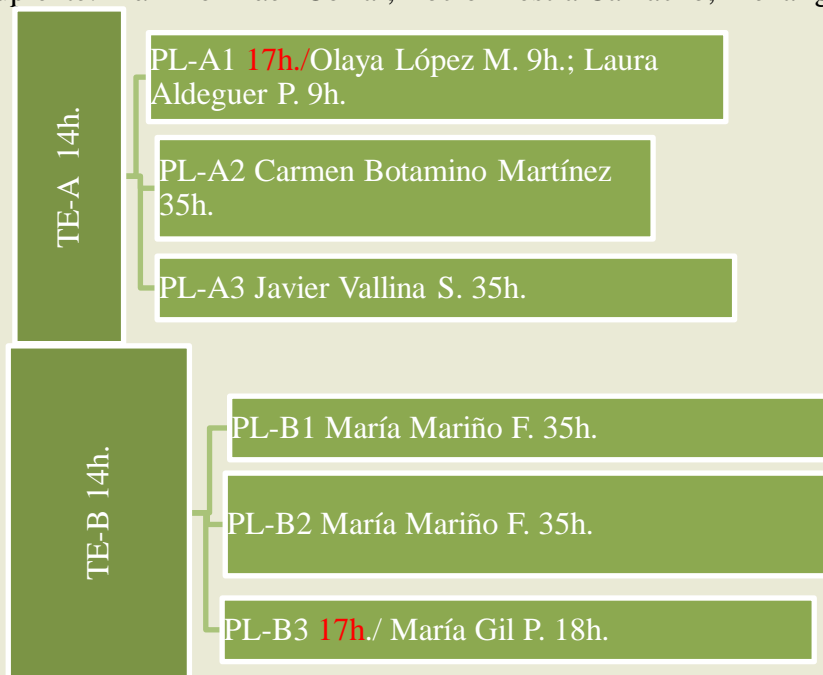 TE-A 14h.
PL-A1 17h./Olaya López M. 9h.; Laura
Aldeguer P. 9h.
PL-A2 Carmen Botamino Martínez
35h.
PL-A3 Javier Vallina S. 35h.
TE-B 14h.
PL-B1 María Mariño F. 35h.
PL-B2 María Mariño F. 35h.
PL-B3 17h./ María Gil P. 18h.